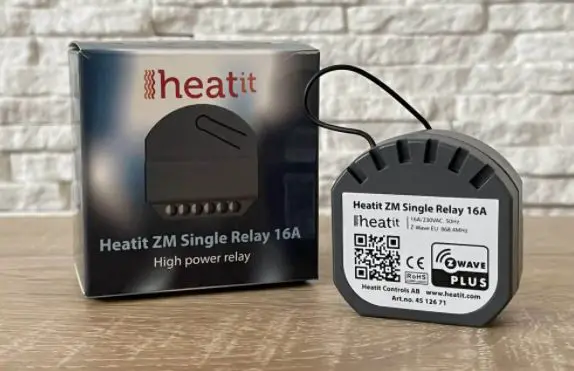 heatit
Heatit ZM Single Relay 16A
High power relay
Heatit ZM Single Relay 16A
heatit
16A/230VAC, 50Hz
Z-Wave EU: 868.4MHz
CE
RoHS
Z WAVE
PLUS
Heatit Controls AB www.heatit.com
Art.no. 45 126 71